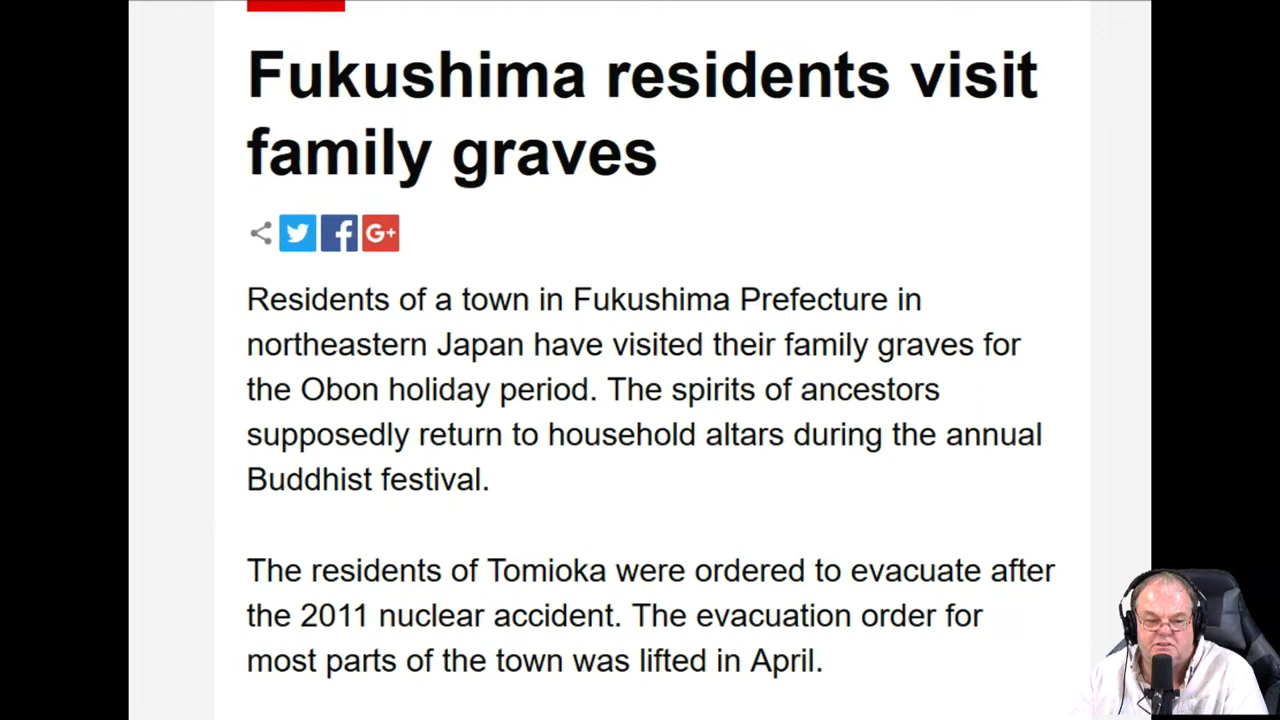 Fukushima residents visit
family graves
G+
Residents of a town in Fukushima Prefecture in
northeastern Japan have visited their family graves for
the Obon holiday period. The spirits of ancestors
supposedly return to household altars during the annual
Buddhist festival.
The residents of Tomioka were ordered to evacuate after
the 2011 nuclear accident. The evacuation order for
most parts of the town was lifted in April.